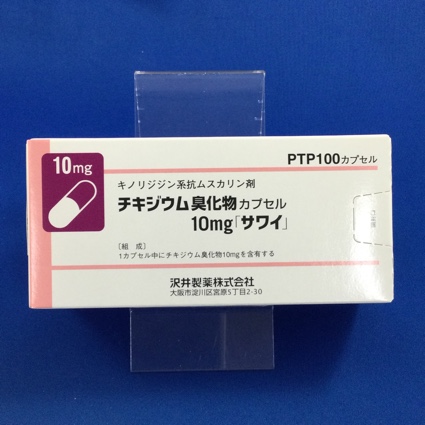 10mg
PTP100カプセル
キノリジジン系抗ムスカリン剤
チキジウム臭化物カプセル
10mg「サワイ」
〔組 成〕
1カプセル中にチキジウム臭化物10mgを含有する
沢井製薬株式会社
大阪市淀川区宮原5丁目2-30